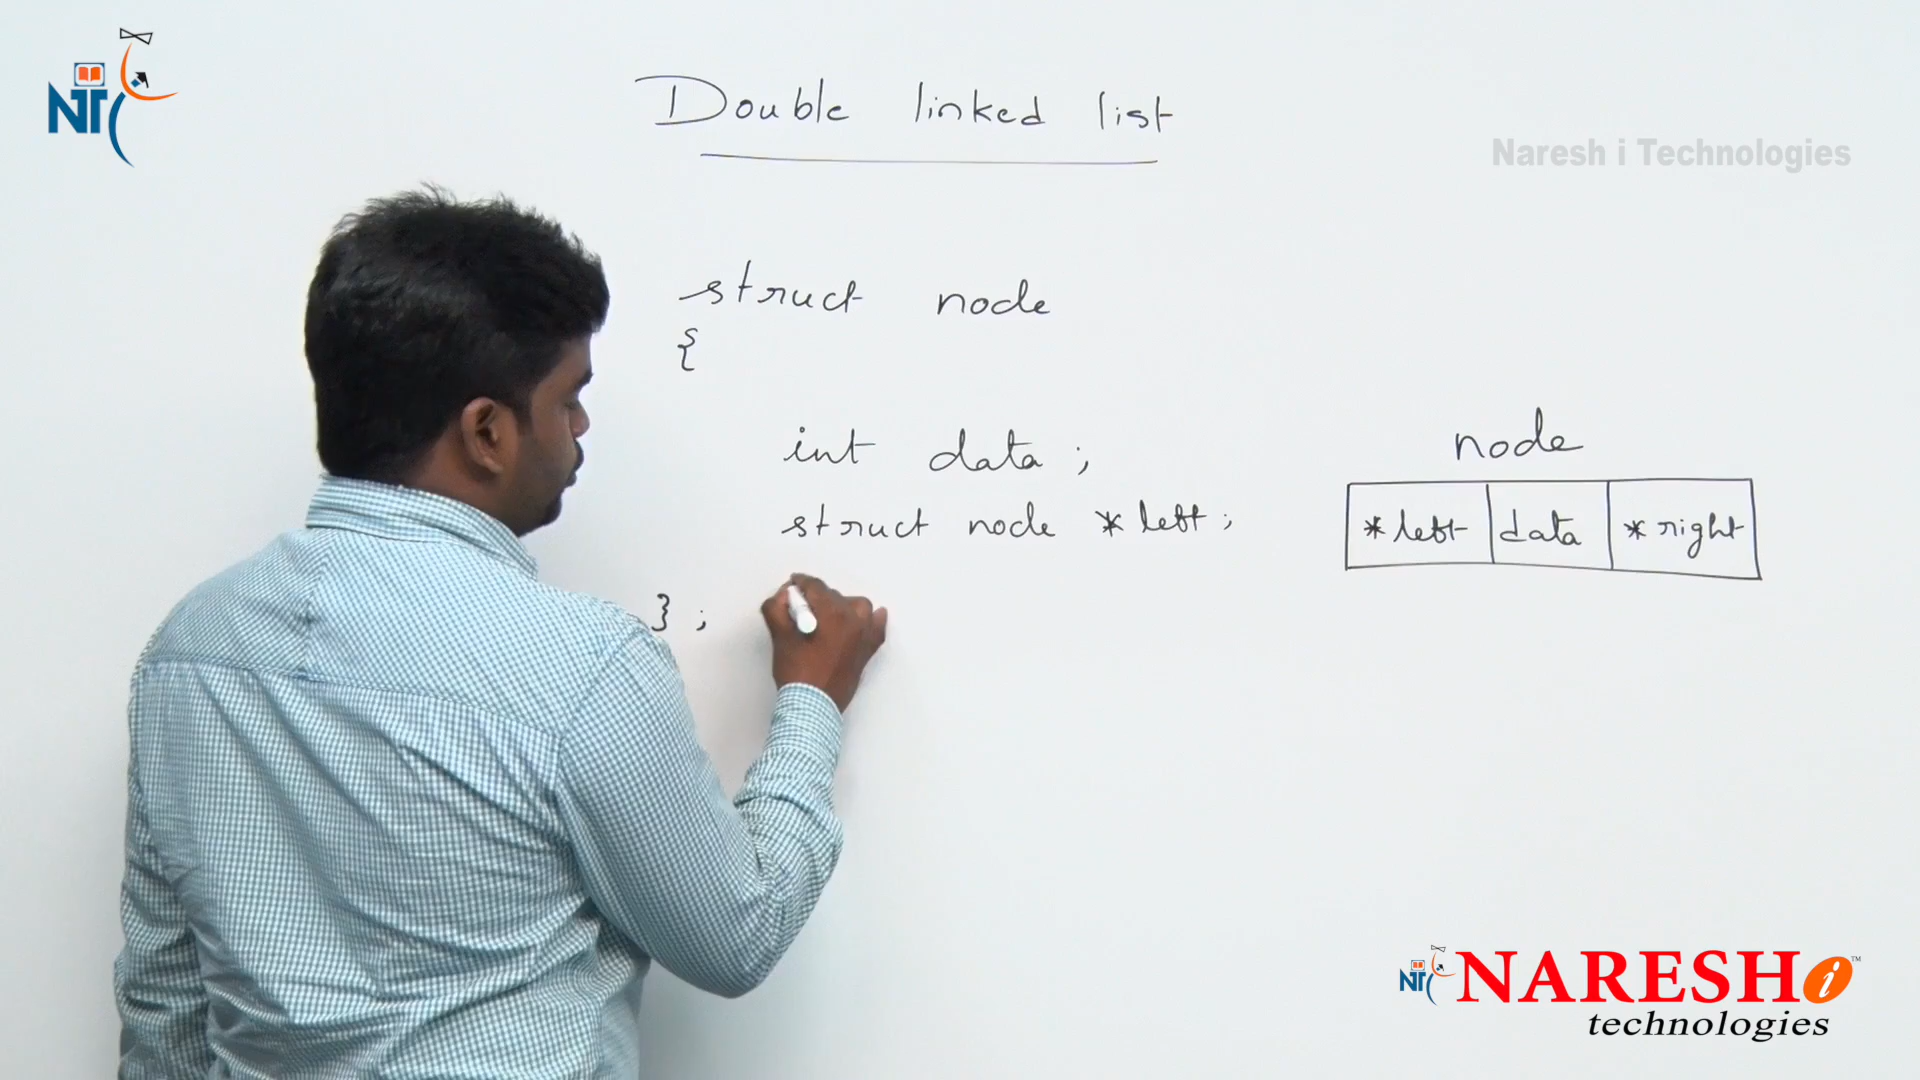 NT
Double linked list
Naresh i Technologies
struct node
{
int data ;
struct node * left ;
} ;
node
* left data * right
NT NARESH i ™
technologies